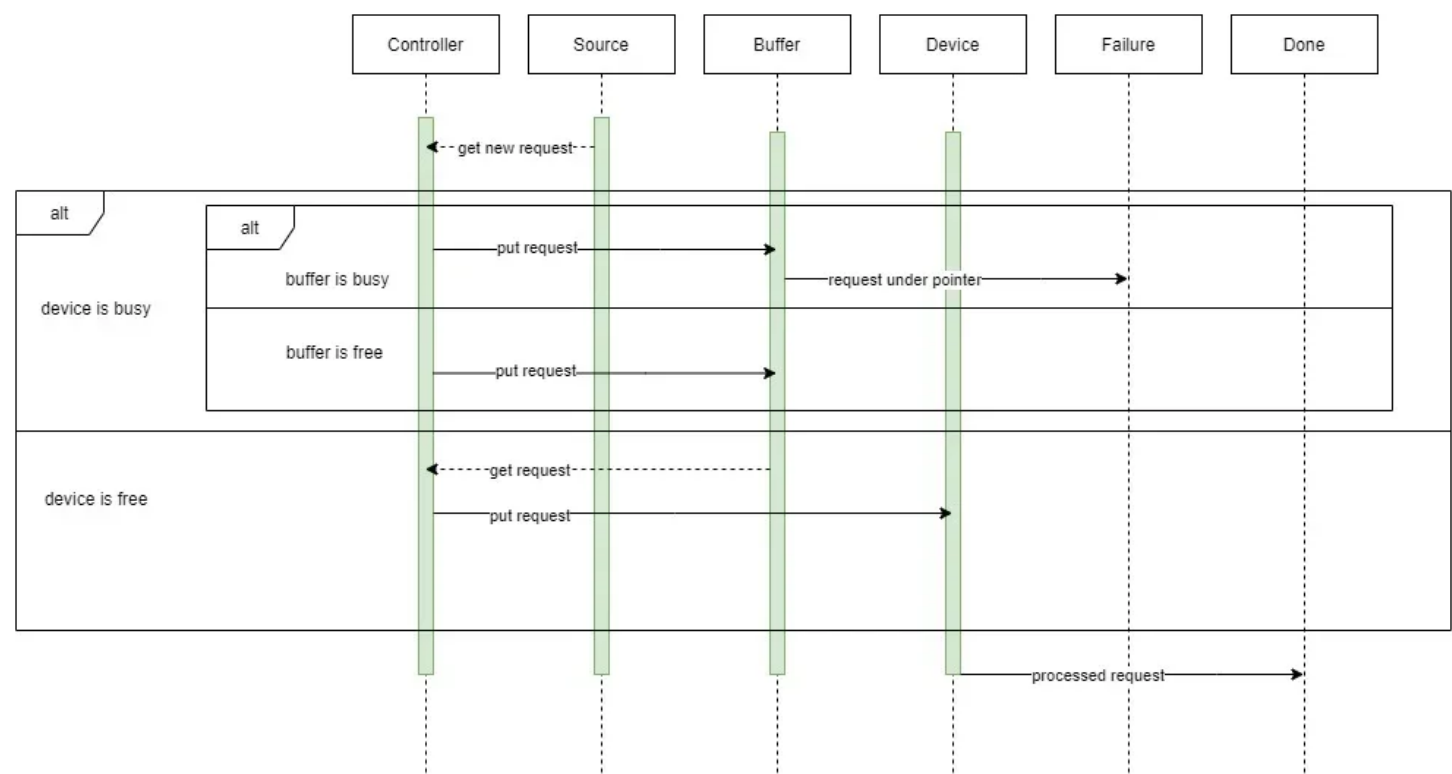 Controller
Source
Buffer
Device
Failure
Done
get new request
alt
alt
put request
buffer is busy
request under pointer
device is busy
buffer is free
put request
get request
device is free
put request
processed request